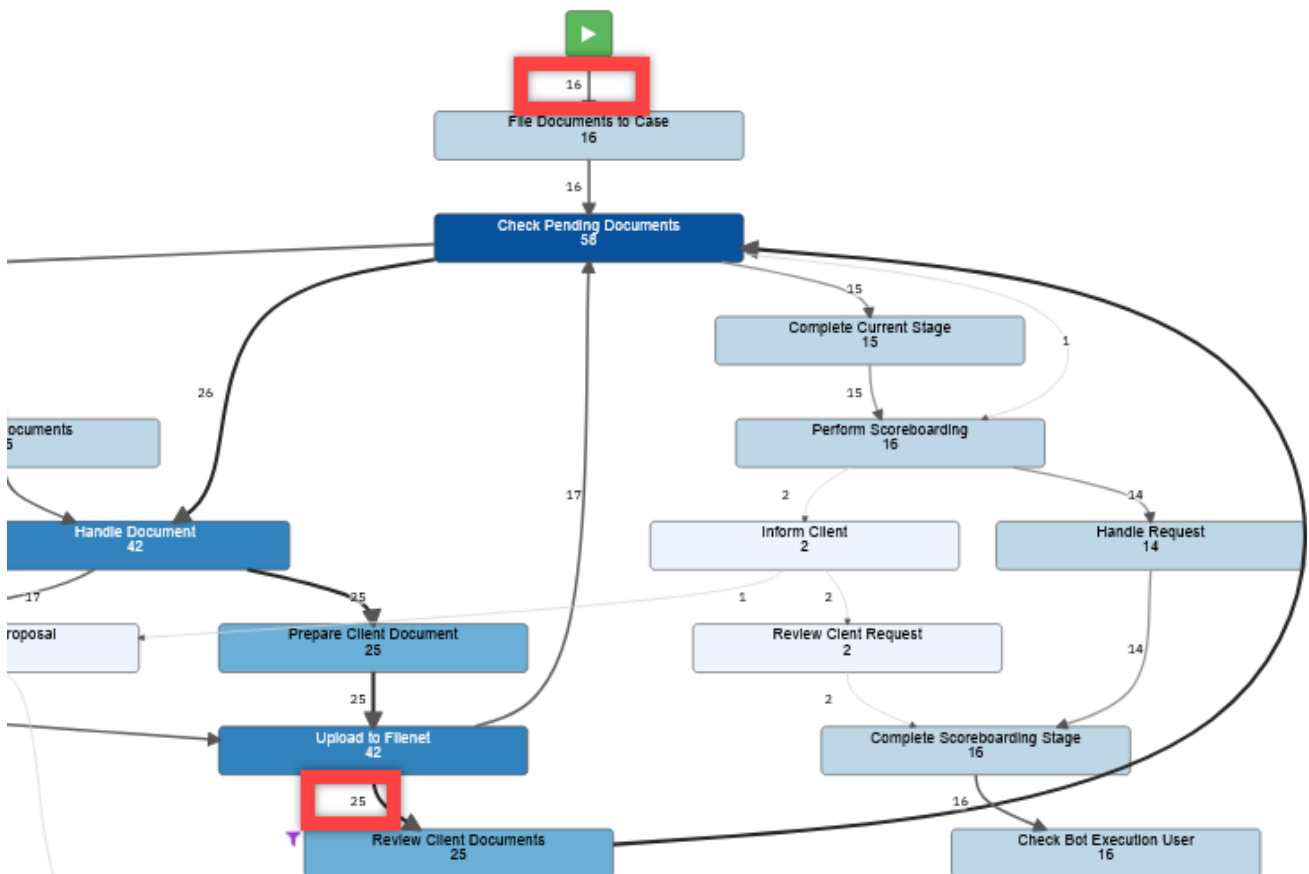 16
File Documents to Case
16
16
Check Pending Documents
58
15
Complete Current Stage
15
1
26
15
ocuments
Perform Scoreboarding
16
17
2
14
Handle Document
42
Inform Client
2
Handle Request
14
17
25
1
2
roposal
Prepare Client Document
25
Review Clent Request
2
14
25
2
Upload to Filenet
42
Complete Scoreboarding Stage
16
25
16
Review Client Documents
25
Check Bot Execution User
16